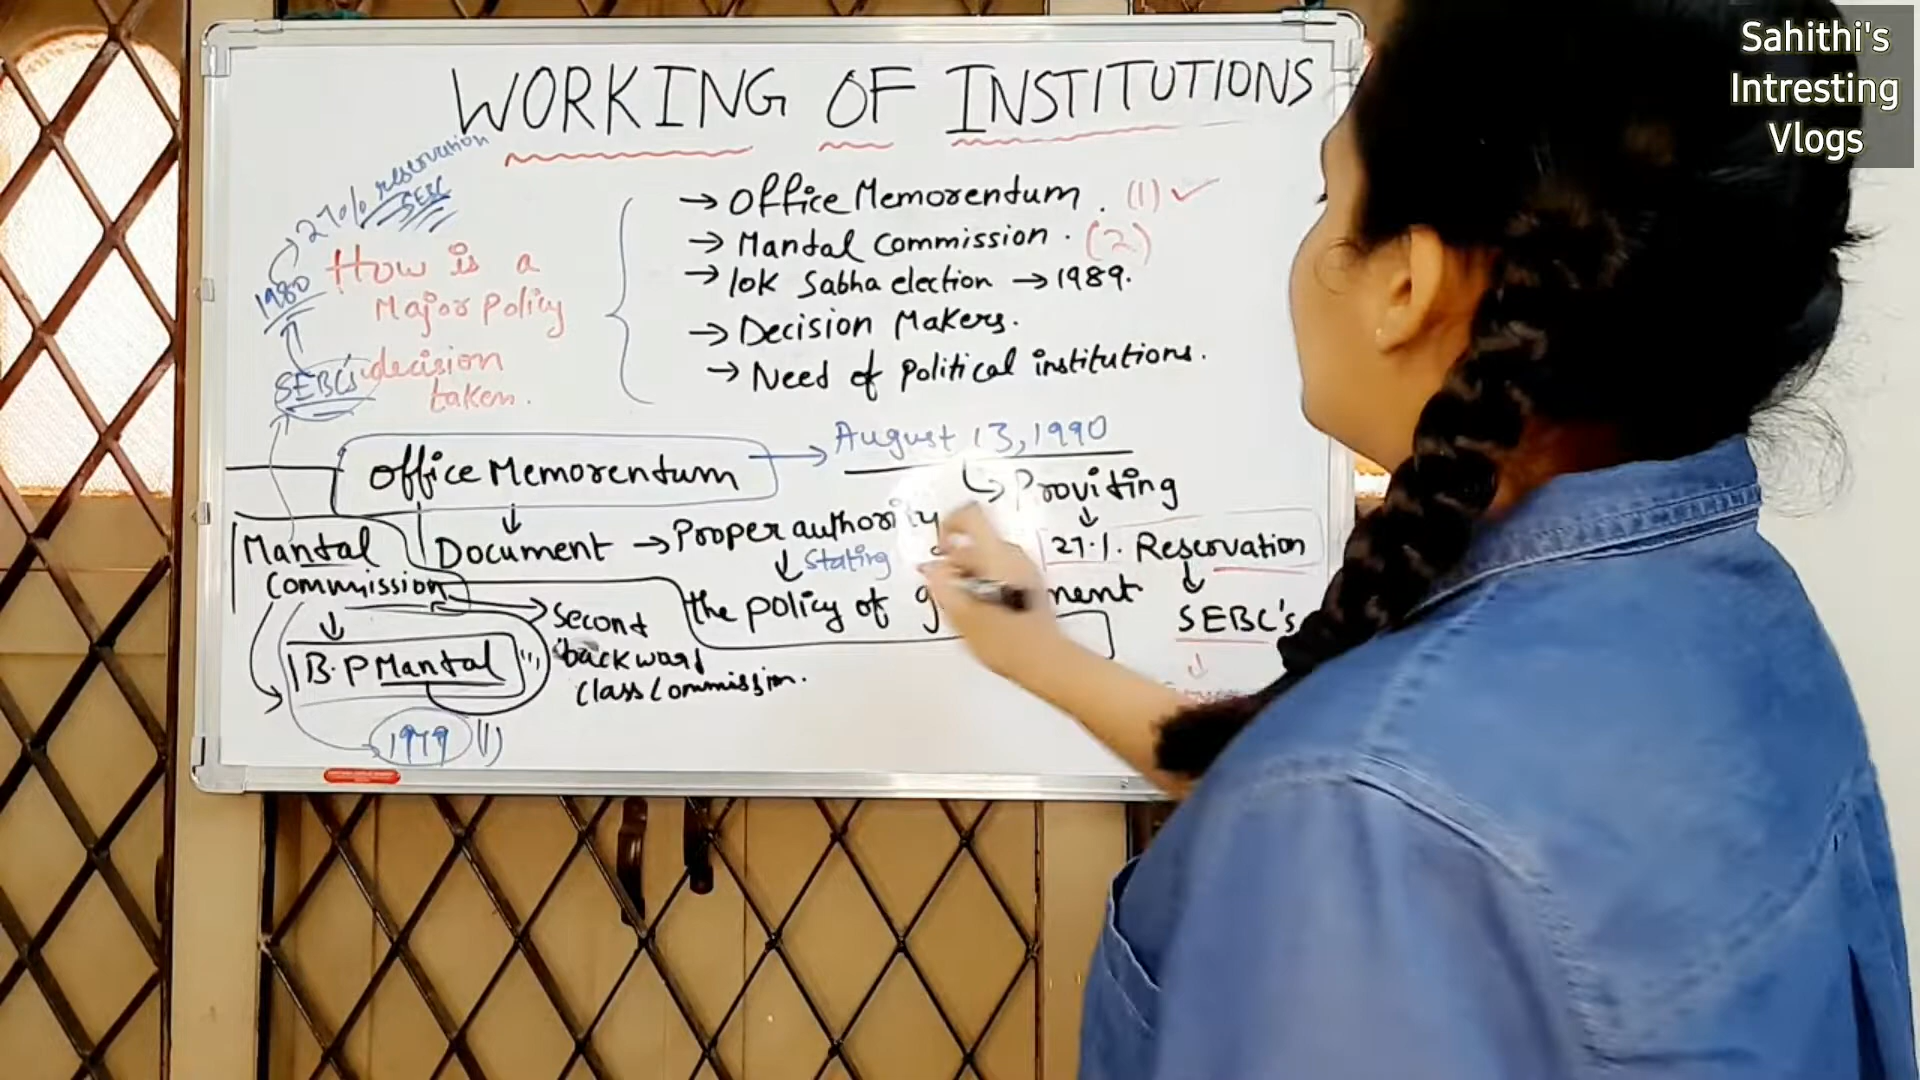 Sahithi's
Intresting
Vlogs
WORKING OF INSTITUTIONS
27% reservation
SEBC
1980
SEBC's
How is a
Major policy
decision
taken.
→ Office Memorendum. (1) ✓
→ Mandal Commission. (2)
→ lok Sabha election → 1989.
→ Decision Makers.
→ Need of Political institutions.
Office Memorendum → August 13, 1990
↓ Document → Proper authority
↓ Stating
the policy of
↳ Providing
↓
27%. Reservation
↓
SEBC's
↓
Mandal
Commission
↓
B.P Mandal
1979 (1)
→ Second
backward
Class Commission.